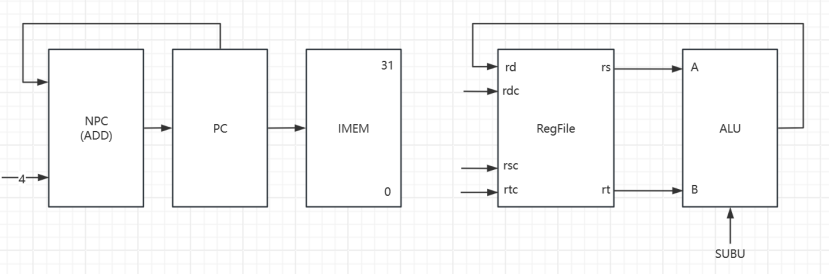 4
NPC
(ADD)
PC
IMEM
31
0
rd
rdc
rsc
rtc
RegFile
rs
rt
A
B
ALU
SUBU